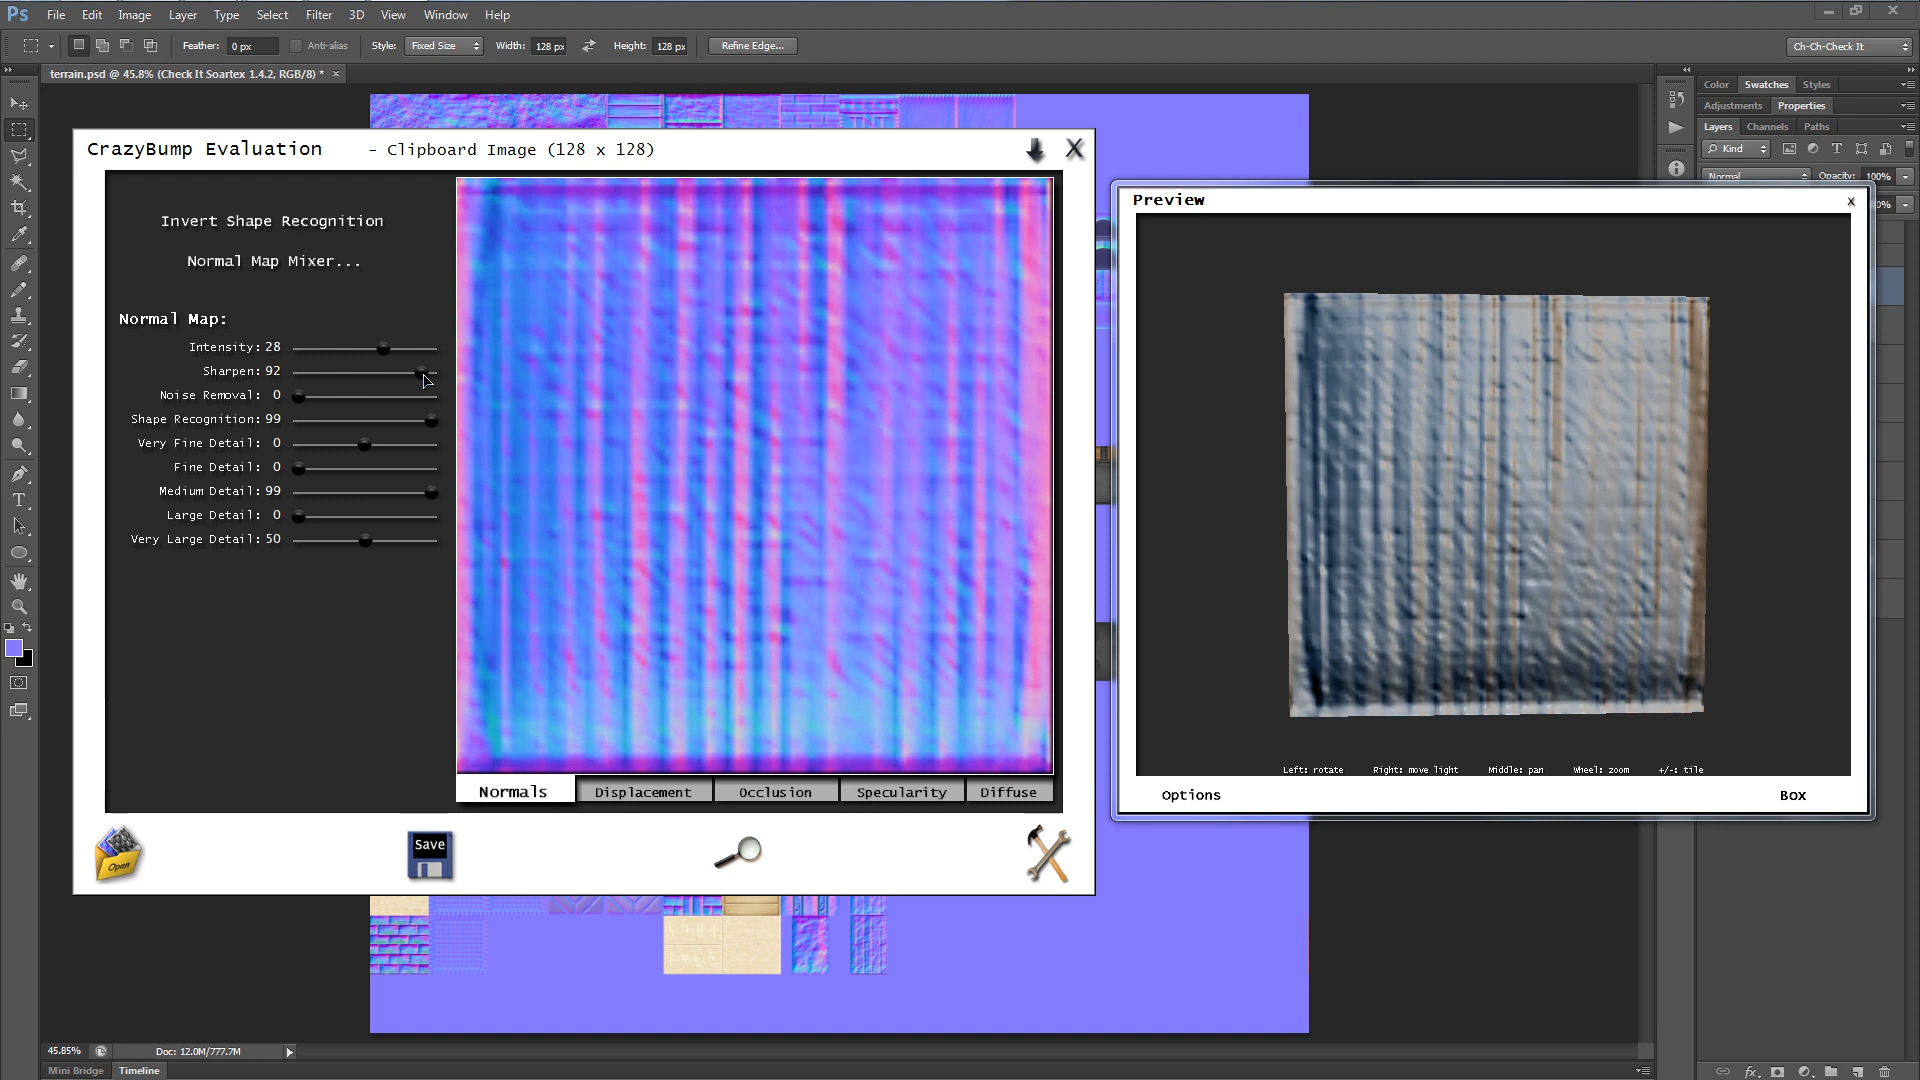 Ps File Edit Image Layer Type Select Filter 3D View Window Help
Feather: 0 px Anti-alias Style: Fixed Size Width: 128 px Height: 128 px Refine Edge... Ch-Ch-Check It
terrain.psd @ 45.8% (Check It Soartex 1.4.2, RGB/8) * ×
Color Swatches Styles
Adjustments Properties
Layers Channels Paths
Kind
Normal Opacity: 100%
CrazyBump Evaluation - Clipboard Image (128 x 128)
Invert Shape Recognition
Normal Map Mixer...
Normal Map:
Intensity: 28
Sharpen: 92
Noise Removal: 0
Shape Recognition: 99
Very Fine Detail: 0
Fine Detail: 0
Medium Detail: 99
Large Detail: 0
Very Large Detail: 50
Normals Displacement Occlusion Specularity Diffuse
Open Save
Preview x
Left: rotate Right: move light Middle: pan Wheel: zoom +/-: tile
Options Box
45.85% Doc: 12.0M/777.7M
Mini Bridge Timeline